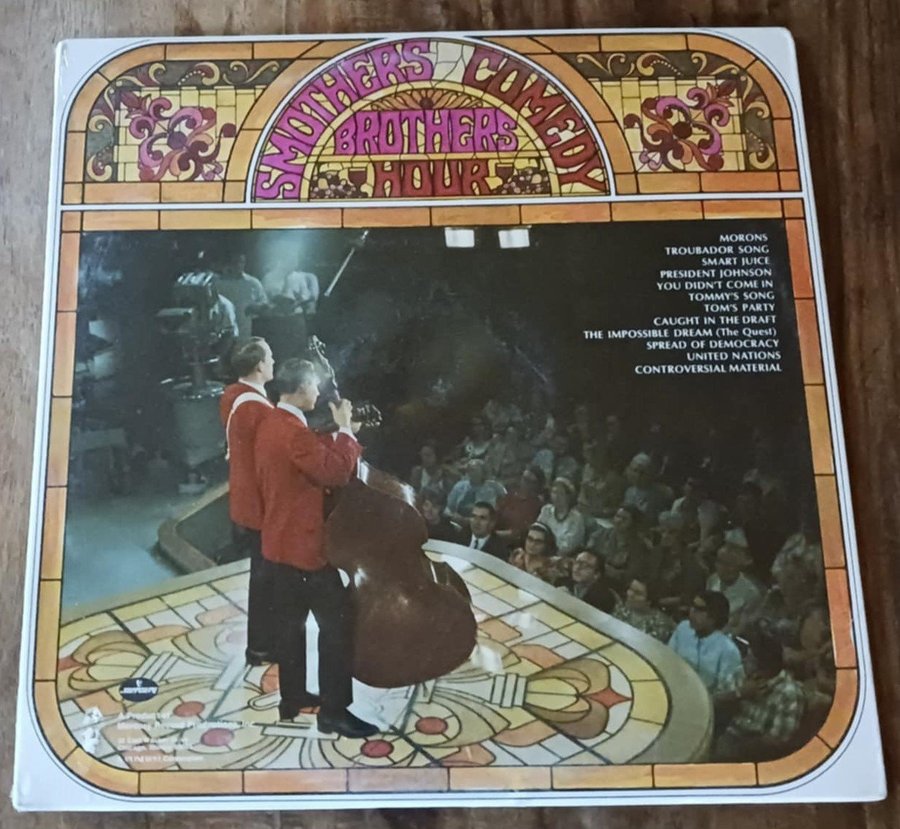 SMOTHERS COMEDY
BROTHERS
HOUR
MORONS
TROUBADOR SONG
SMART JUICE
PRESIDENT JOHNSON
YOU DIDN'T COME IN
TOMMY'S SONG
TOM'S PARTY
CAUGHT IN THE DRAFT
THE IMPOSSIBLE DREAM (The Quest)
SPREAD OF DEMOCRACY
UNITED NATIONS
CONTROVERSIAL MATERIAL
mercury